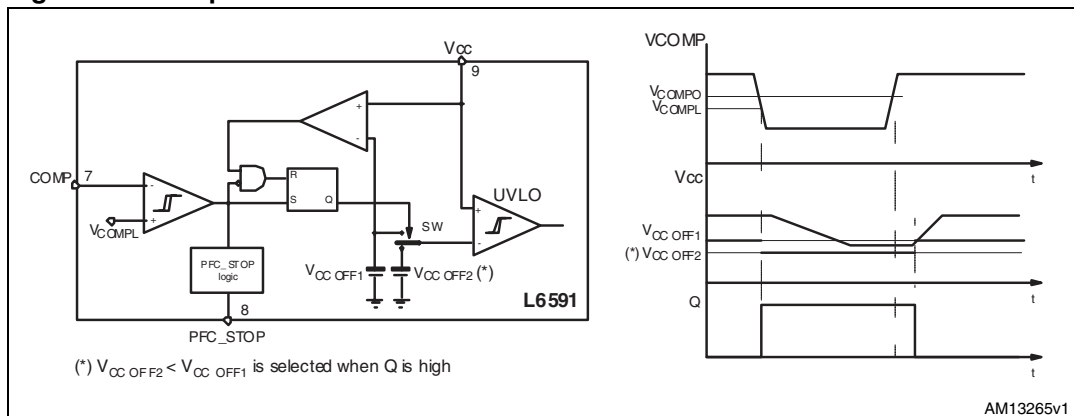 Vcc
9
COMP
7
VCOMPL
R
S
Q
SW
UVLO
PFC_STOP
logic
VCC OFF1
VCC OFF2 (*)
L6591
8
PFC_STOP
(*) VCC OFF2 < VCC OFF1 is selected when Q is high
VCOMP
VCOMPO
VCOMPL
t
Vcc
VCC OFF1
(*) VCC OFF2
t
Q
t
AM13265v1